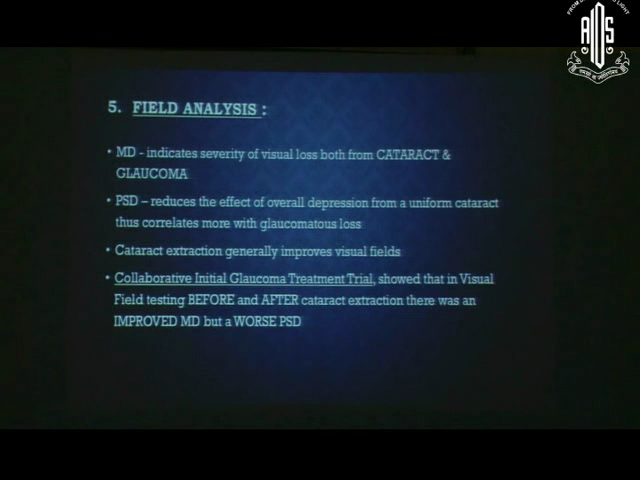 AIOS
5. FIELD ANALYSIS :
• MD - indicates severity of visual loss both from CATARACT &
GLAUCOMA
• PSD – reduces the effect of overall depression from a uniform cataract
thus correlates more with glaucomatous loss
• Cataract extraction generally improves visual fields
• Collaborative Initial Glaucoma Treatment Trial, showed that in Visual
Field testing BEFORE and AFTER cataract extraction there was an
IMPROVED MD but a WORSE PSD